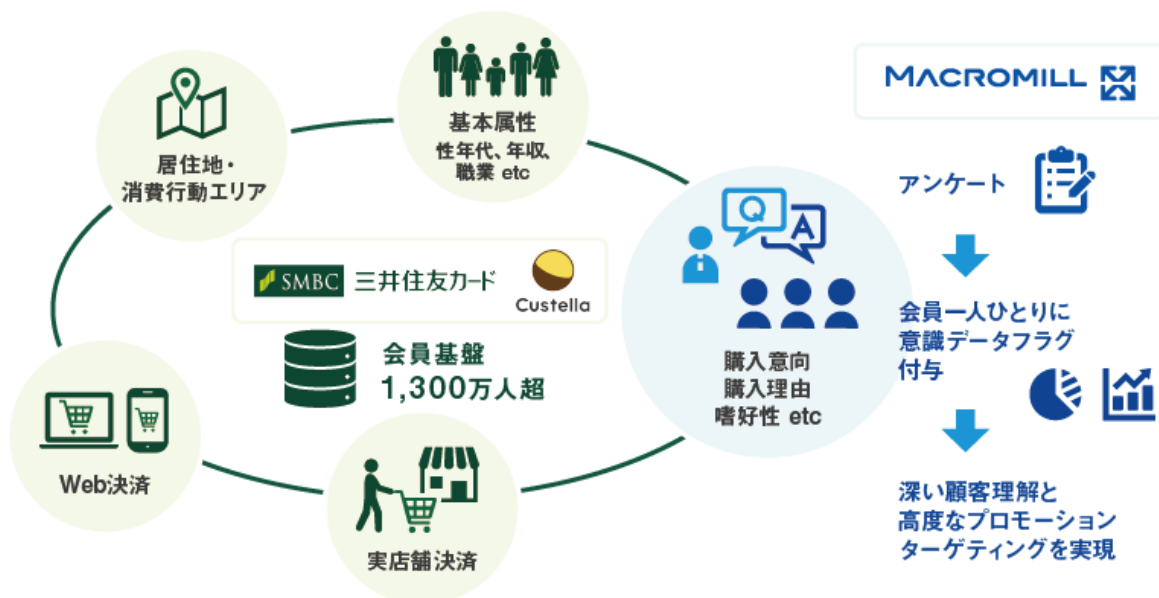 居住地・
消費行動エリア
基本属性
性年代、年収、
職業 etc
SMBC 三井住友カード
Custella
会員基盤
1,300万人超
Web決済
実店舗決済
Q
A
購入意向
購入理由
嗜好性 etc
MACROMILL
アンケート
会員一人ひとりに
意識データフラグ
付与
深い顧客理解と
高度なプロモーション
ターゲティングを実現